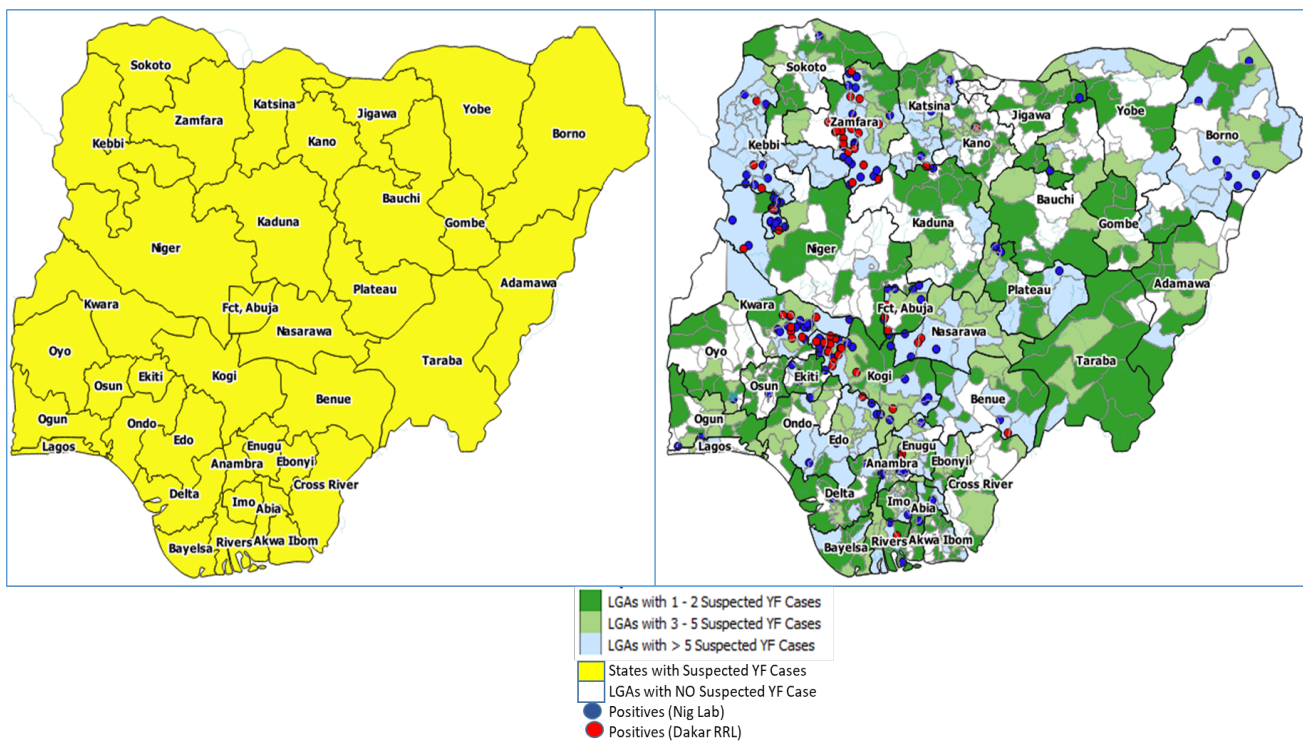 Sokoto
Katsina
Jigawa
Yobe
Borno
Zamfara
Kebbi
Kano
Bauchi
Gombe
Kaduna
Niger
Adamawa
Plateau
Kwara
Fct, Abuja
Nasarawa
Oyo
Taraba
Ekiti
Kogi
Osun
Benue
Ogun
Ondo
Edo
Lagos
Enugu
Anambra
Ebonyi
Cross River
Delta
Imo
Abia
Bayelsa
Rivers
Akwa Ibom
Sokoto
Katsina
Jigawa
Yobe
Borno
Zamfara
Kebbi
Kano
Bauchi
Gombe
Kaduna
Niger
Adamawa
Plateau
Kwara
Fct, Abuja
Nasarawa
Oyo
Taraba
Ekiti
Kogi
Osun
Benue
Ogun
Ondo
Edo
Lagos
Enugu
Anambra
Ebonyi
Cross River
Delta
Imo
Abia
Bayelsa
Rivers
Akwa Ibom
LGAs with 1 - 2 Suspected YF Cases
LGAs with 3 - 5 Suspected YF Cases
LGAs with > 5 Suspected YF Cases
States with Suspected YF Cases
LGAs with NO Suspected YF Case
Positives (Nig Lab)
Positives (Dakar RRL)